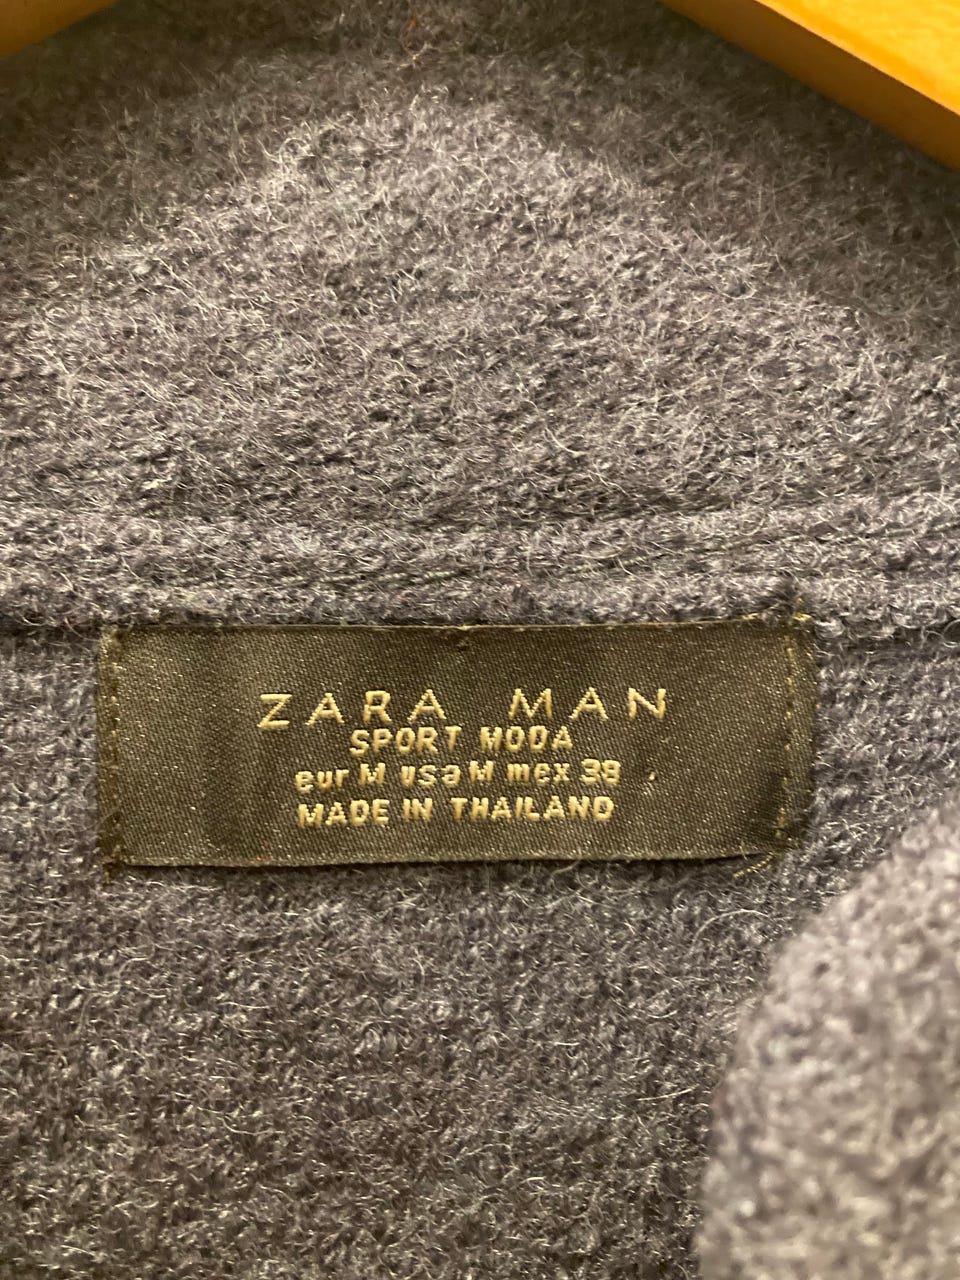 ZARA MAN
SPORT MODA
eur M usa M mex 38
MADE IN THAILAND